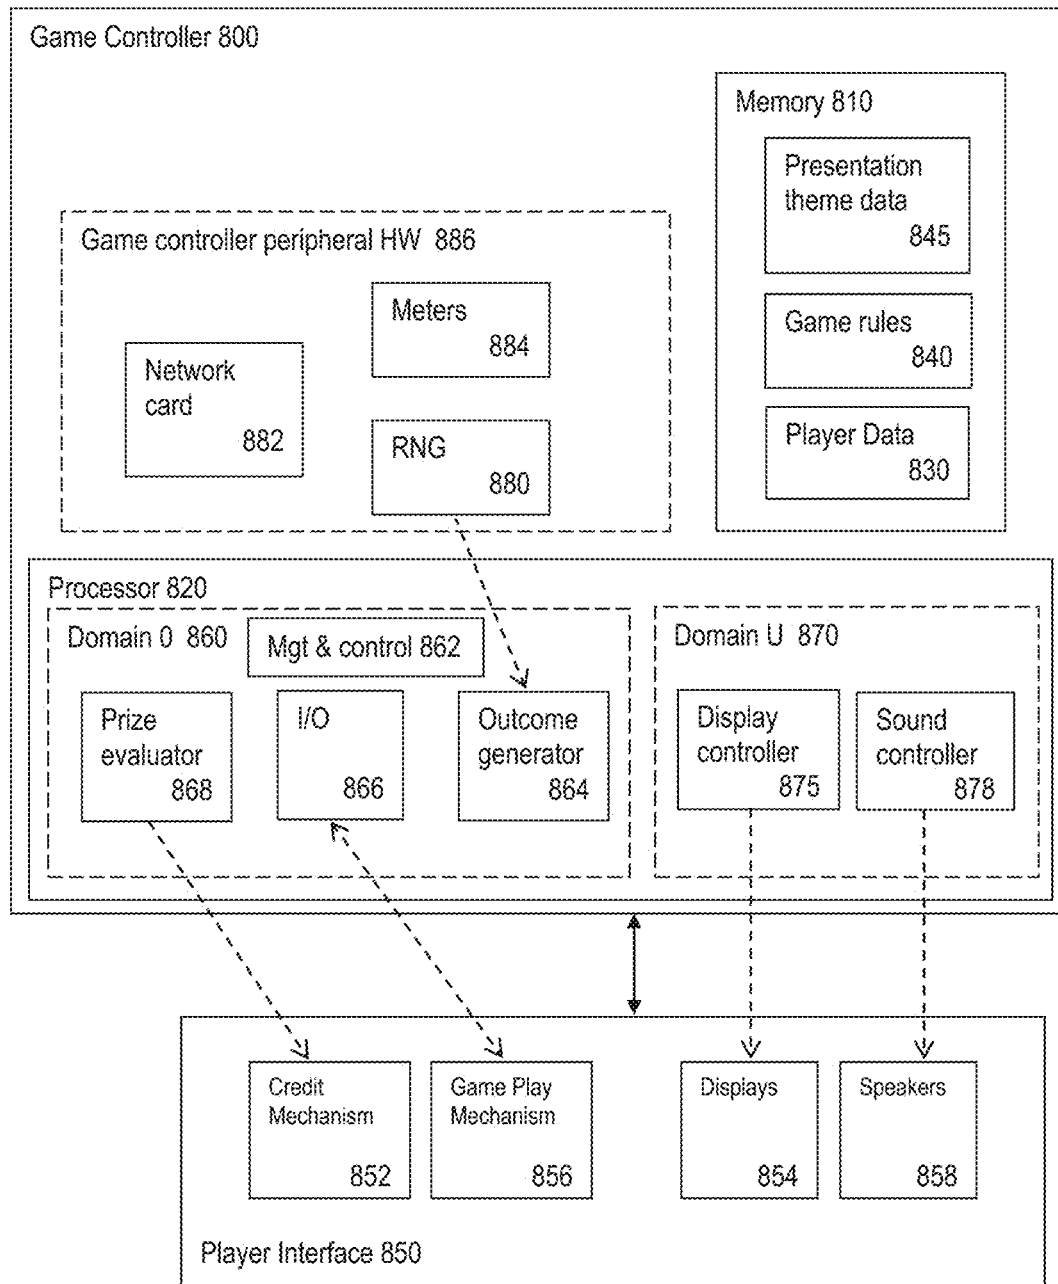 Game Controller 800
Memory 810
Presentation
theme data
845
Game rules
840
Player Data
830
Game controller peripheral HW 886
Meters
884
Network
card
882
RNG
880
Processor 820
Domain 0 860
Mgt & control 862
Prize
evaluator
868
I/O
866
Outcome
generator
864
Domain U 870
Display
controller
875
Sound
controller
878
Credit
Mechanism
852
Game Play
Mechanism
856
Displays
854
Speakers
858
Player Interface 850